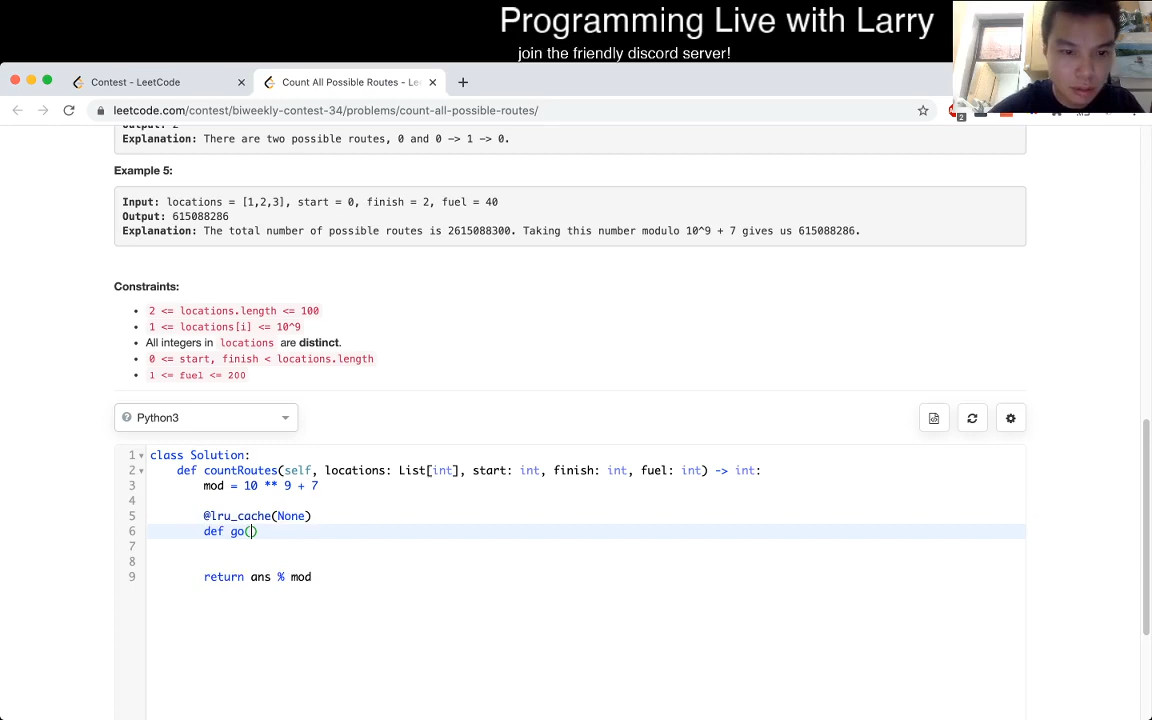 Programming Live with Larry
join the friendly discord server!
Contest - LeetCode
Count All Possible Routes - Le
leetcode.com/contest/biweekly-contest-34/problems/count-all-possible-routes/
2
Explanation: There are two possible routes, 0 and 0 -> 1 -> 0.
Example 5:
Input: locations = [1,2,3], start = 0, finish = 2, fuel = 40
Output: 615088286
Explanation: The total number of possible routes is 2615088300. Taking this number modulo 10^9 + 7 gives us 615088286.
Constraints:
2 <= locations.length <= 100
1 <= locations[i] <= 10^9
All integers in locations are distinct.
0 <= start, finish < locations.length
1 <= fuel <= 200
Python3
1 class Solution:
2 def countRoutes(self, locations: List[int], start: int, finish: int, fuel: int) -> int:
3 mod = 10 ** 9 + 7
4
5 @lru_cache(None)
6 def go()
7
8
9 return ans % mod